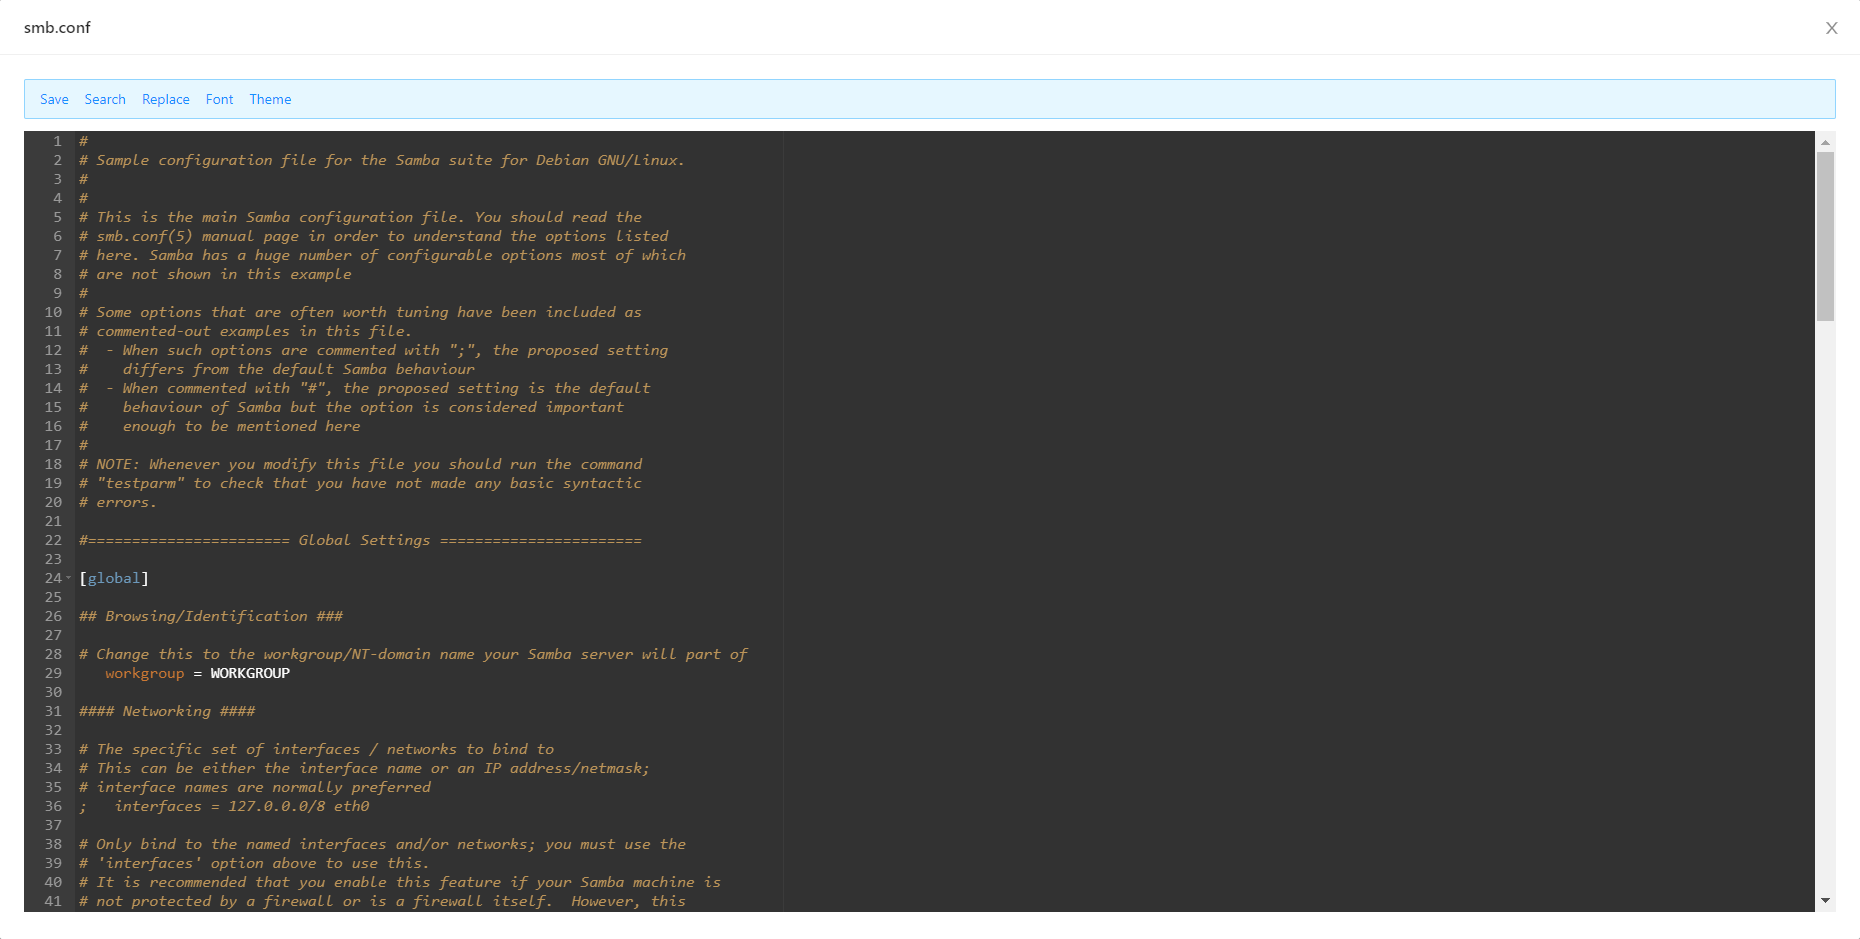 smb.conf
X
Save Search Replace Font Theme
1 #
2 # Sample configuration file for the Samba suite for Debian GNU/Linux.
3 #
4 #
5 # This is the main Samba configuration file. You should read the
6 # smb.conf(5) manual page in order to understand the options listed
7 # here. Samba has a huge number of configurable options most of which
8 # are not shown in this example
9 #
10 # Some options that are often worth tuning have been included as
11 # commented-out examples in this file.
12 #  - When such options are commented with ";", the proposed setting
13 #    differs from the default Samba behaviour
14 #  - When commented with "#", the proposed setting is the default
15 #    behaviour of Samba but the option is considered important
16 #    enough to be mentioned here
17 #
18 # NOTE: Whenever you modify this file you should run the command
19 # "testparm" to check that you have not made any basic syntactic
20 # errors.
21
22 #======================= Global Settings =======================
23
24 [global]
25
26 ## Browsing/Identification ###
27
28 # Change this to the workgroup/NT-domain name your Samba server will part of
29    workgroup = WORKGROUP
30
31 #### Networking ####
32
33 # The specific set of interfaces / networks to bind to
34 # This can be either the interface name or an IP address/netmask;
35 # interface names are normally preferred
36 ;   interfaces = 127.0.0.0/8 eth0
37
38 # Only bind to the named interfaces and/or networks; you must use the
39 # 'interfaces' option above to use this.
40 # It is recommended that you enable this feature if your Samba machine is
41 # not protected by a firewall or is a firewall itself.  However, this